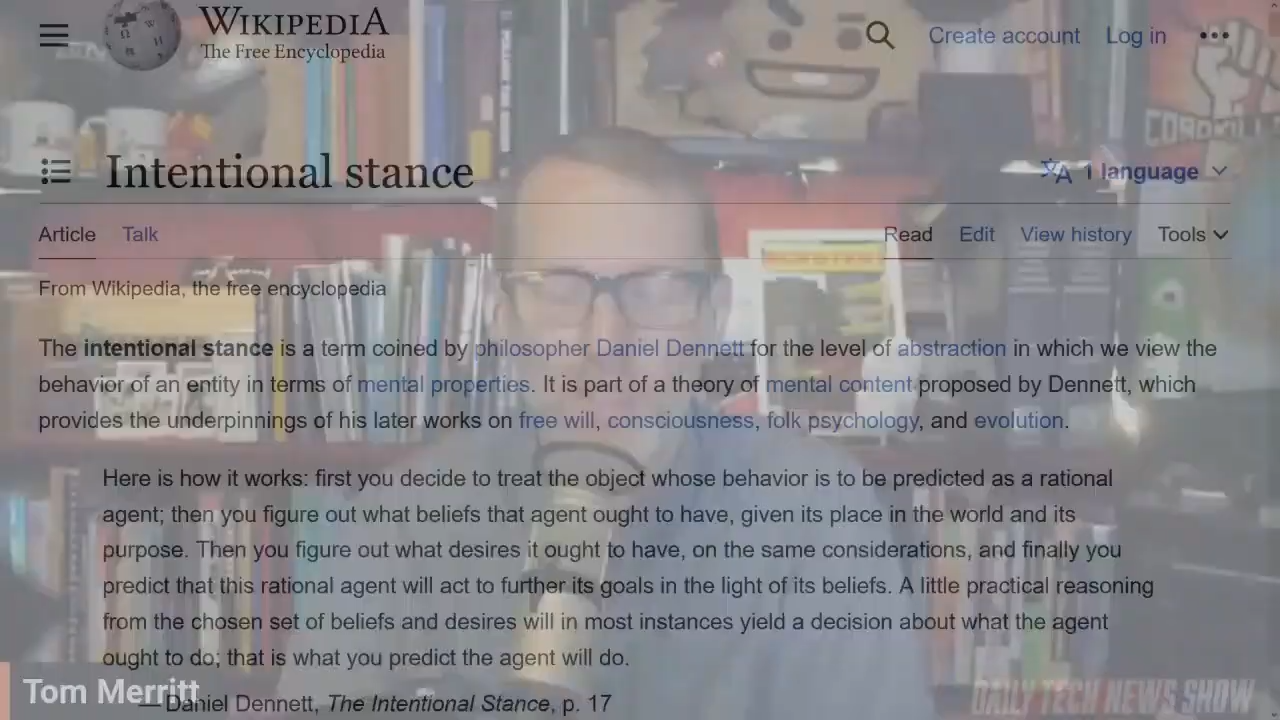 WIKIPEDIA
The Free Encyclopedia
Create account Log in
CORDKILL
Intentional stance
1 language
Article Talk Read Edit View history Tools
From Wikipedia, the free encyclopedia
The intentional stance is a term coined by philosopher Daniel Dennett for the level of abstraction in which we view the
behavior of an entity in terms of mental properties. It is part of a theory of mental content proposed by Dennett, which
provides the underpinnings of his later works on free will, consciousness, folk psychology, and evolution.
Here is how it works: first you decide to treat the object whose behavior is to be predicted as a rational
agent; then you figure out what beliefs that agent ought to have, given its place in the world and its
purpose. Then you figure out what desires it ought to have, on the same considerations, and finally you
predict that this rational agent will act to further its goals in the light of its beliefs. A little practical reasoning
from the chosen set of beliefs and desires will in most instances yield a decision about what the agent
ought to do; that is what you predict the agent will do.
Tom Merritt
— Daniel Dennett, The Intentional Stance, p. 17
DAILY TECH NEWS SHOW